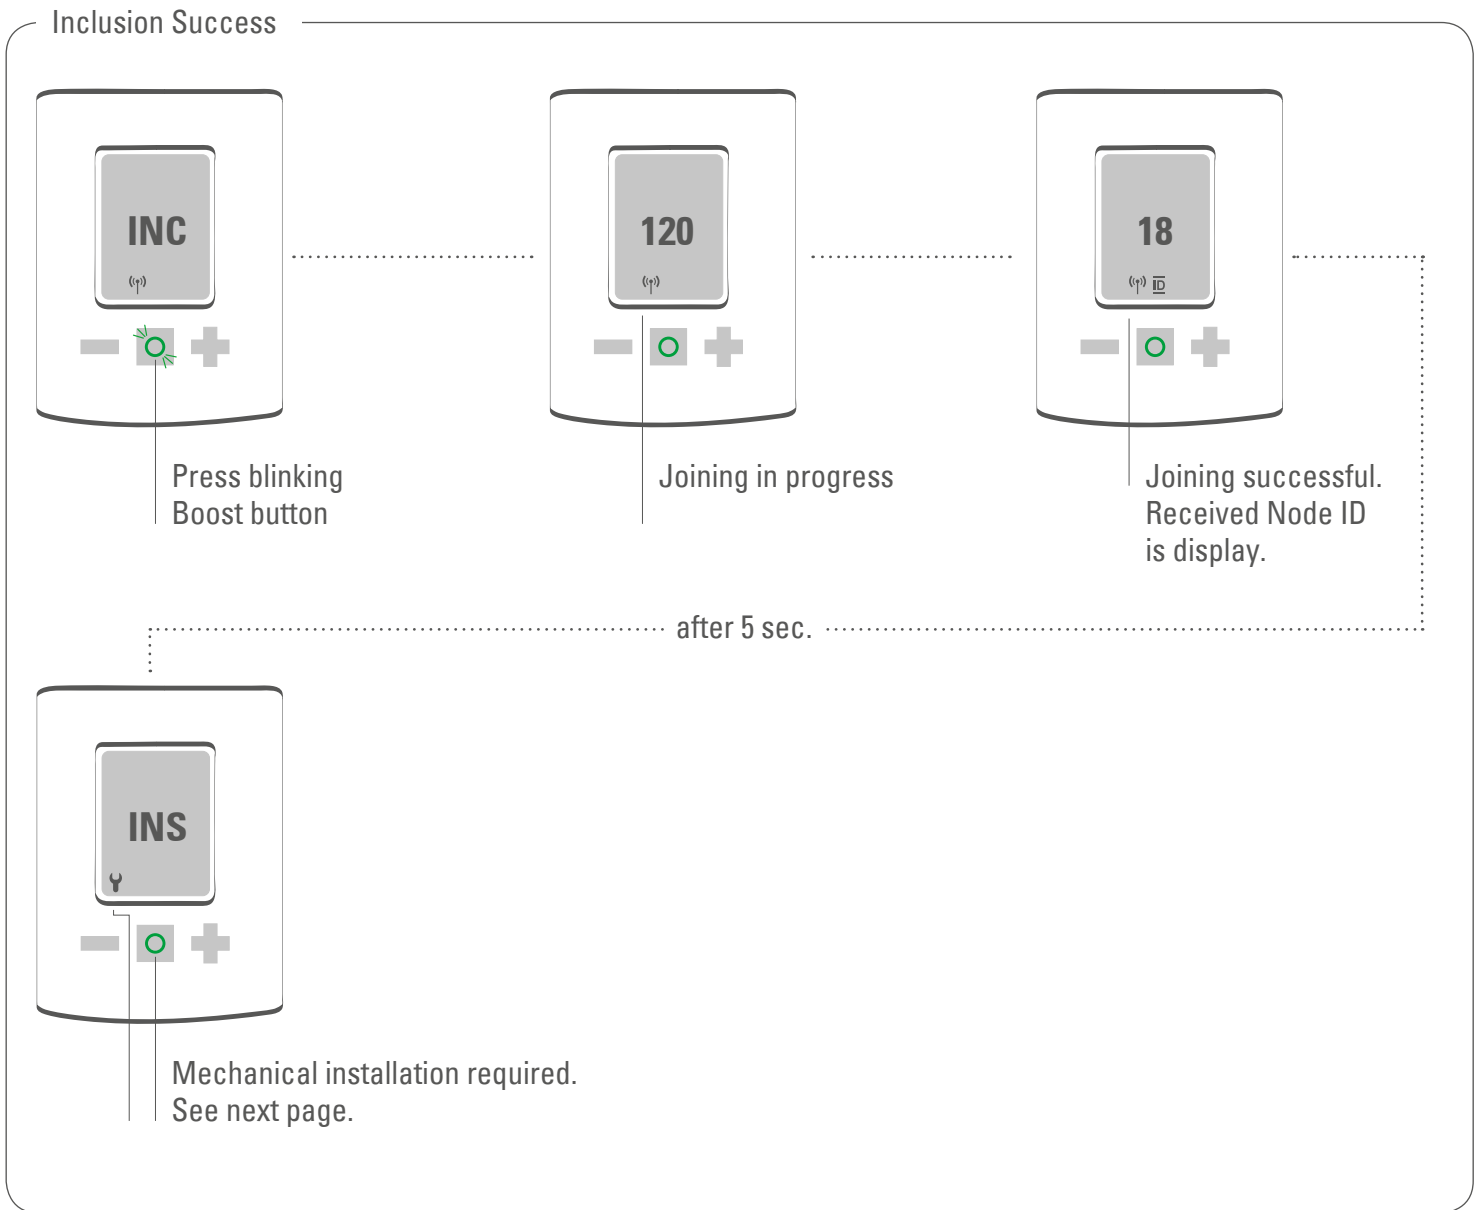 Inclusion Success
INC
120
18
ID
Press blinking
Boost button
Joining in progress
Joining successful.
Received Node ID
is display.
after 5 sec.
INS
Mechanical installation required.
See next page.